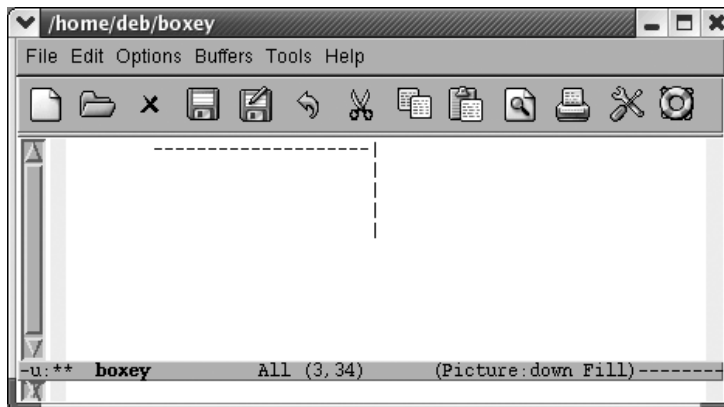 /home/deb/boxey
File Edit Options Buffers Tools Help
-------------------|
|
|
|
|
-u:** boxey All (3,34) (Picture:down Fill)--------